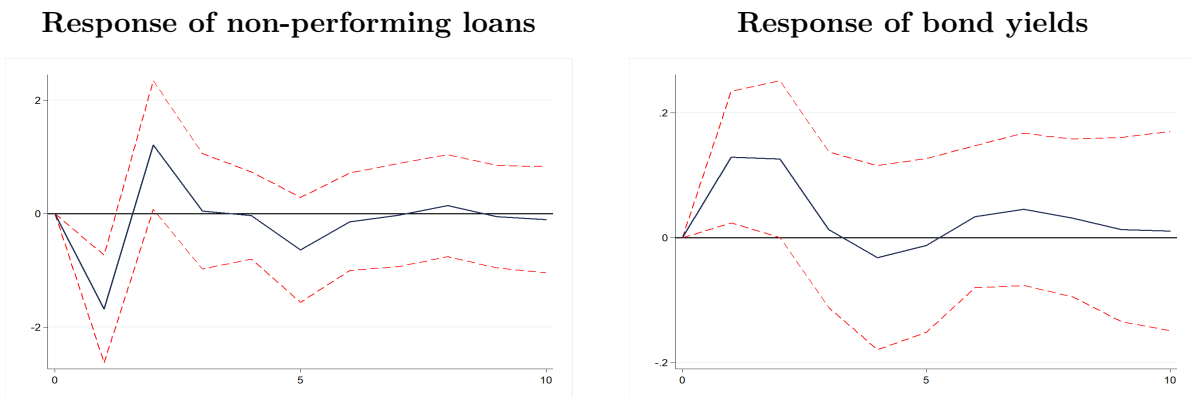 Response of non-performing loans
2
0
-2
0 5 10
Response of bond yields
.2
0
-.2
0 5 10